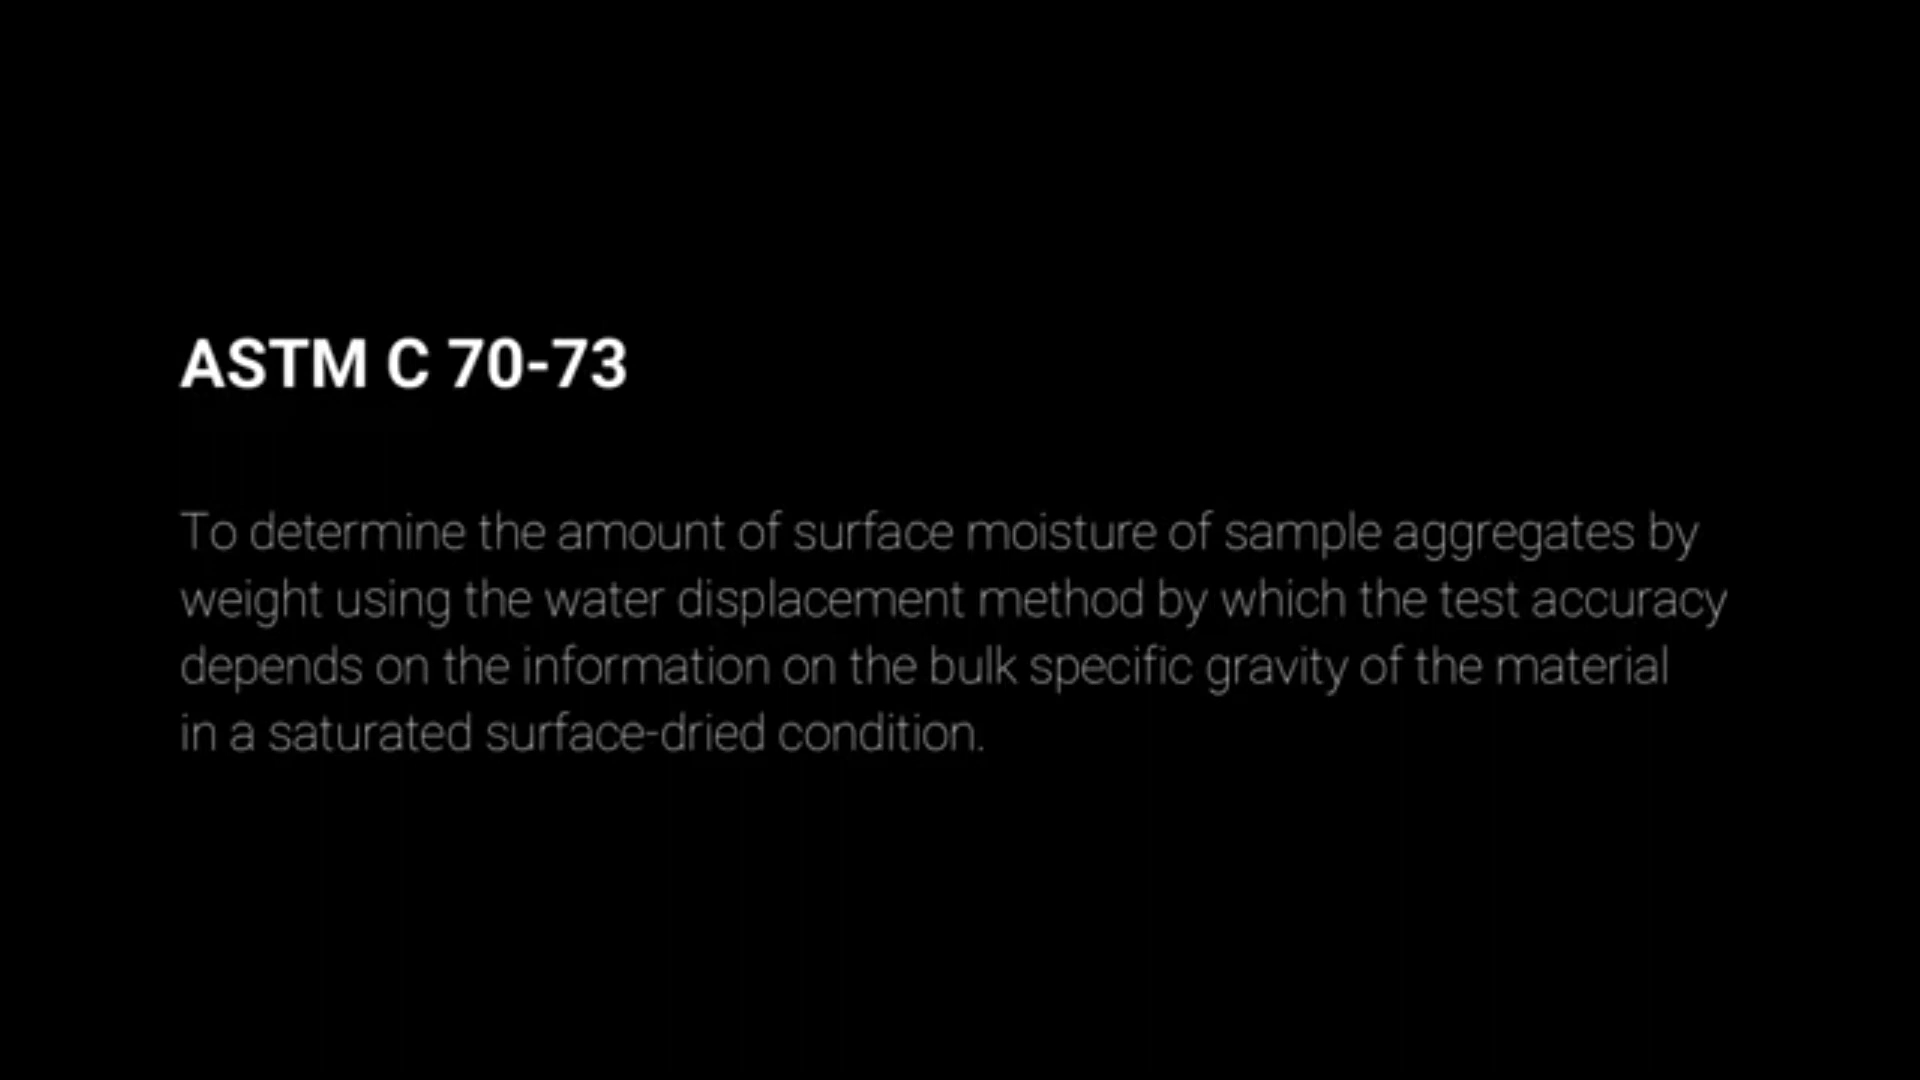 ASTM C 70-73
To determine the amount of surface moisture of sample aggregates by
weight using the water displacement method by which the test accuracy
depends on the information on the bulk specific gravity of the material
in a saturated surface-dried condition.